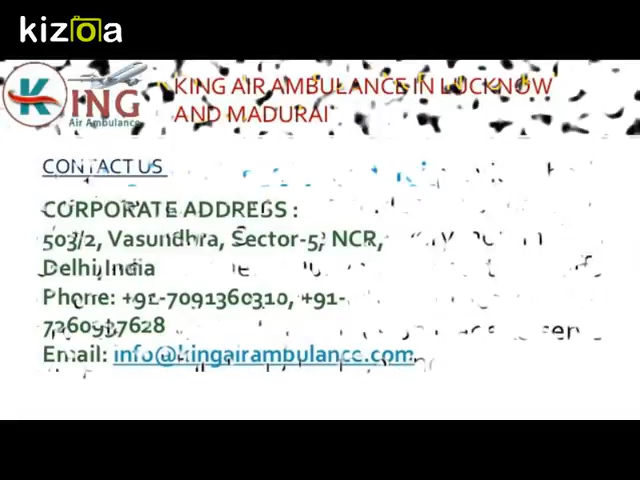 kizoa
KING
Air Ambulance
KING AIR AMBULANCE IN LUCKNOW
AND MADURAI
CONTACT US
CORPORATE ADDRESS :
503/2, Vasundhra, Sector-5, NCR,
Delhi,India
Phone: +91-7091360310, +91-
Email: info@kingairambulance.com